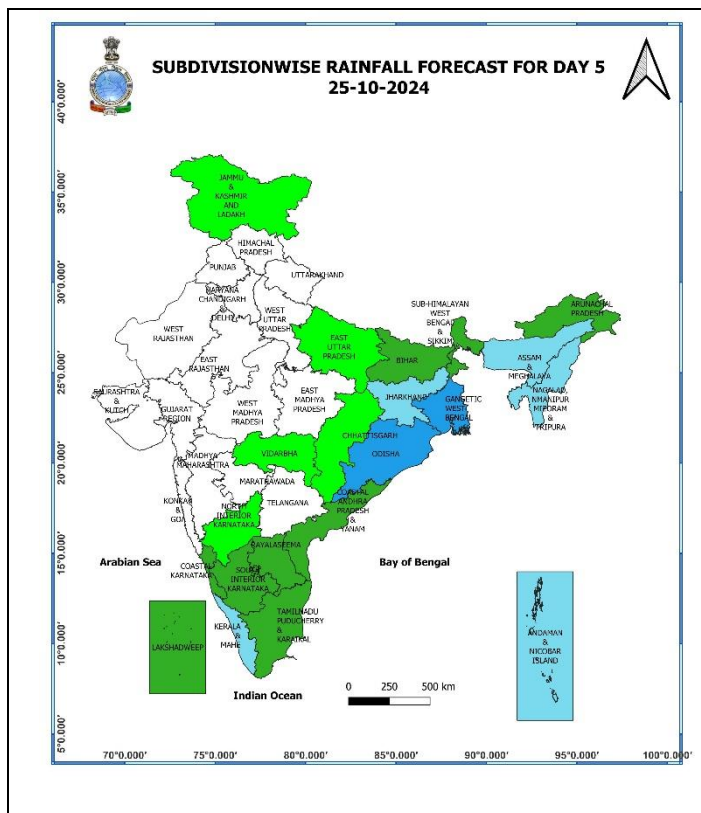 SUBDIVISIONWISE RAINFALL FORECAST FOR DAY 5
25-10-2024
40°0.000'
35°0.000'
30°0.000'
25°0.000'
20°0.000'
15°0.000'
10°0.000'
5°0.000'
JAMMU
&
KASHMIR
AND
LADAKH
HIMACHAL
PRADESH
PUNJAB
UTTARAKHAND
HARYANA
CHANDIGARH
&
DELHI
WEST
UTTAR
PRADESH
SUB-HIMALAYAN
WEST
BENGAL
&
SIKKIM
ARUNACHAL
PRADESH
WEST
RAJASTHAN
EAST
UTTAR
PRADESH
BIHAR
ASSAM
&
MEGHALAYA
EAST
RAJASTHAN
NAGALAND
MANIPUR
MIZORAM
&
TRIPURA
SAURASHTRA
&
KUTCH
GUJARAT
REGION
WEST
MADHYA
PRADESH
EAST
MADHYA
PRADESH
JHARKHAND
GANGETIC
WEST
BENGAL
CHHATTISGARH
ODISHA
VIDARBHA
MADHYA
MAHARASHTRA
MARATHWADA
KONKAN
&
GOA
TELANGANA
COASTAL
ANDHRA
PRADESH
&
YANAM
NORTH
INTERIOR
KARNATAKA
RAYALASEEMA
Arabian Sea
Bay of Bengal
COASTAL
KARNATAKA
SOUTH
INTERIOR
KARNATAKA
TAMILNADU
PUDUCHERRY
&
KARAIKAL
KERALA
&
MAHE
LAKSHADWEEP
ANDAMAN
&
NICOBAR
ISLAND
Indian Ocean
0 250 500 km
70°0.000' 75°0.000' 80°0.000' 85°0.000' 90°0.000' 95°0.000' 100°0.000'